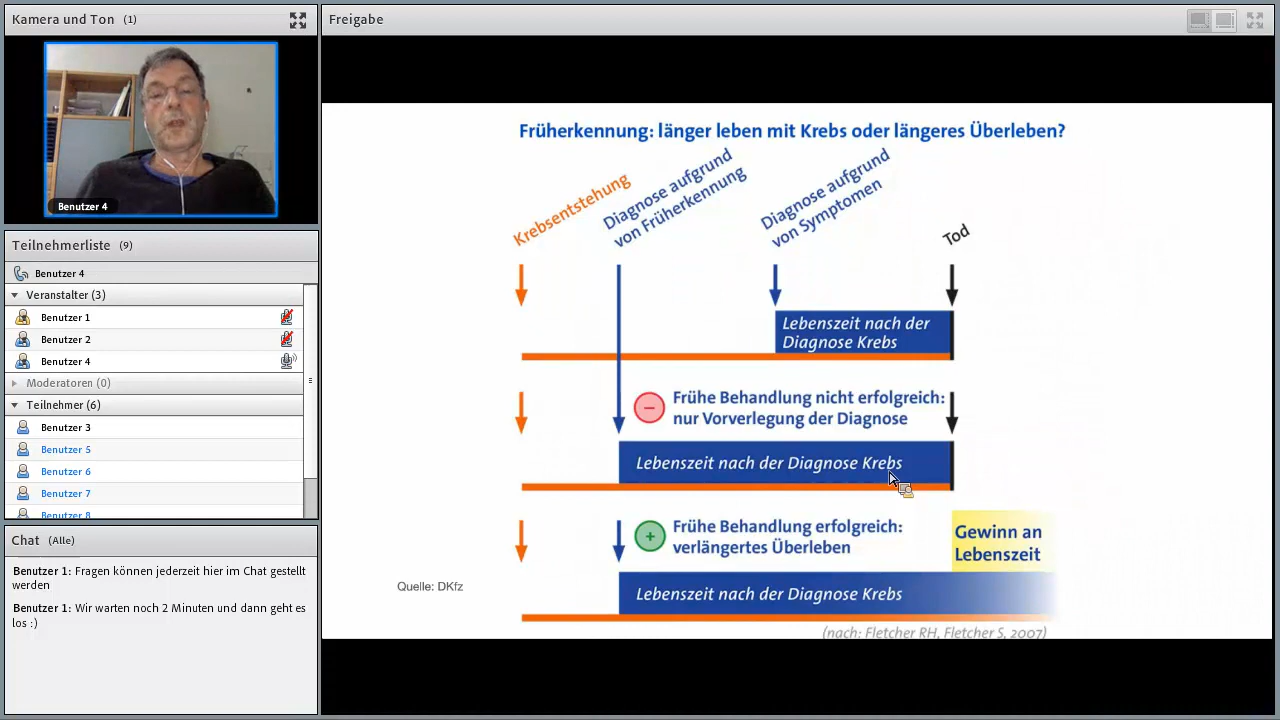 Kamera und Ton (1)
Benutzer 4
Teilnehmerliste (9)
Benutzer 4
Veranstalter (3)
Benutzer 1
Benutzer 2
Benutzer 4
Moderatoren (0)
Teilnehmer (6)
Benutzer 3
Benutzer 5
Benutzer 6
Benutzer 7
Benutzer 8
Chat (Alle)
Benutzer 1: Fragen können jederzeit hier im Chat gestellt
werden
Benutzer 1: Wir warten noch 2 Minuten und dann geht es
los :)
Freigabe
Früherkennung: länger leben mit Krebs oder längeres Überleben?
Krebsentstehung
Diagnose aufgrund
von Früherkennung
Diagnose aufgrund
von Symptomen
Tod
Lebenszeit nach der
Diagnose Krebs
Frühe Behandlung nicht erfolgreich:
nur Vorverlegung der Diagnose
Lebenszeit nach der Diagnose Krebs
Frühe Behandlung erfolgreich:
verlängertes Überleben
Gewinn an
Lebenszeit
Quelle: DKfz
Lebenszeit nach der Diagnose Krebs
(nach: Fletcher RH, Fletcher S, 2007)